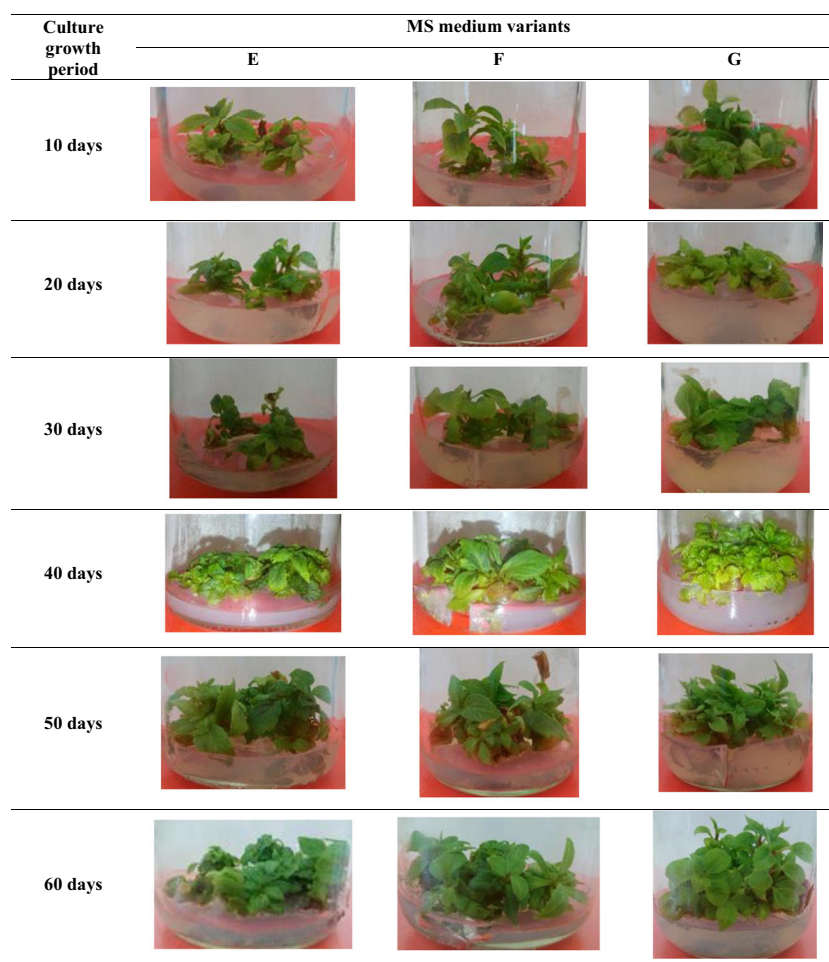 Culture
growth
period
MS medium variants
E F G
10 days
20 days
30 days
40 days
50 days
60 days